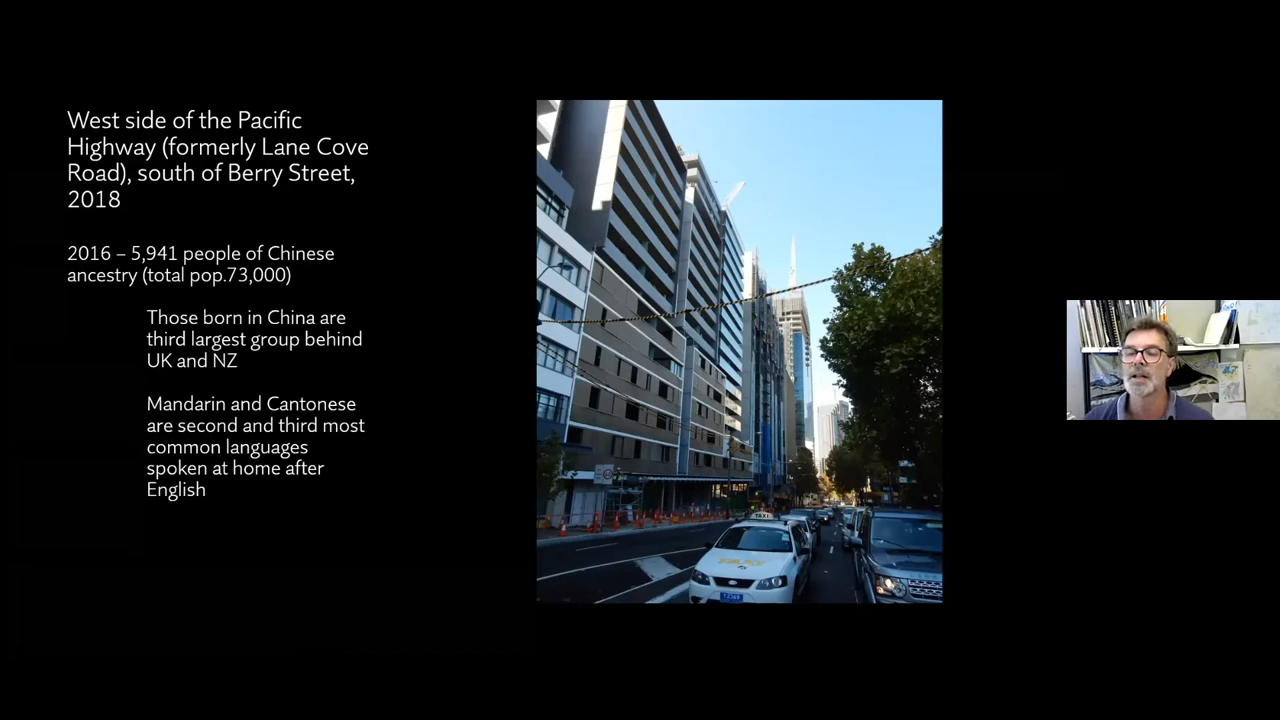 West side of the Pacific
Highway (formerly Lane Cove
Road), south of Berry Street,
2018
2016 – 5,941 people of Chinese
ancestry (total pop.73,000)
Those born in China are
third largest group behind
UK and NZ
Mandarin and Cantonese
are second and third most
common languages
spoken at home after
English
TAXI
TAXI